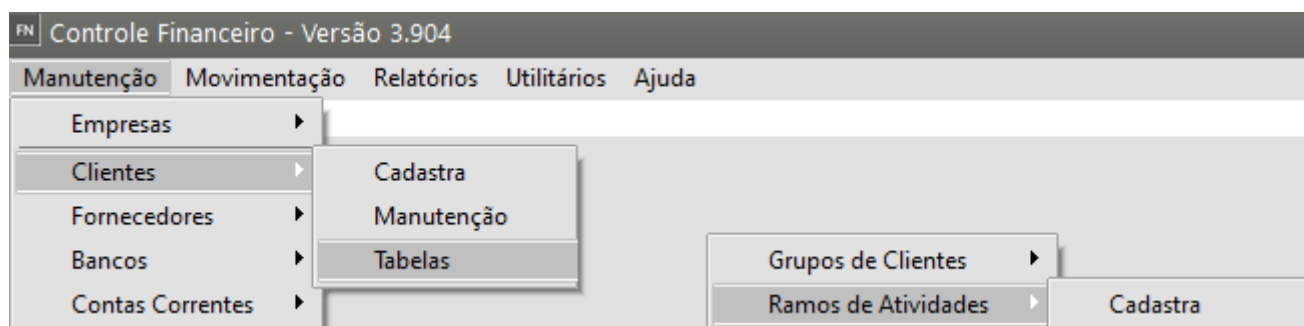 FN Controle Financeiro - Versão 3.904
Manutenção Movimentação Relatórios Utilitários Ajuda
Empresas
Clientes Cadastra
Fornecedores Manutenção
Bancos Tabelas Grupos de Clientes
Contas Correntes Ramos de Atividades Cadastra